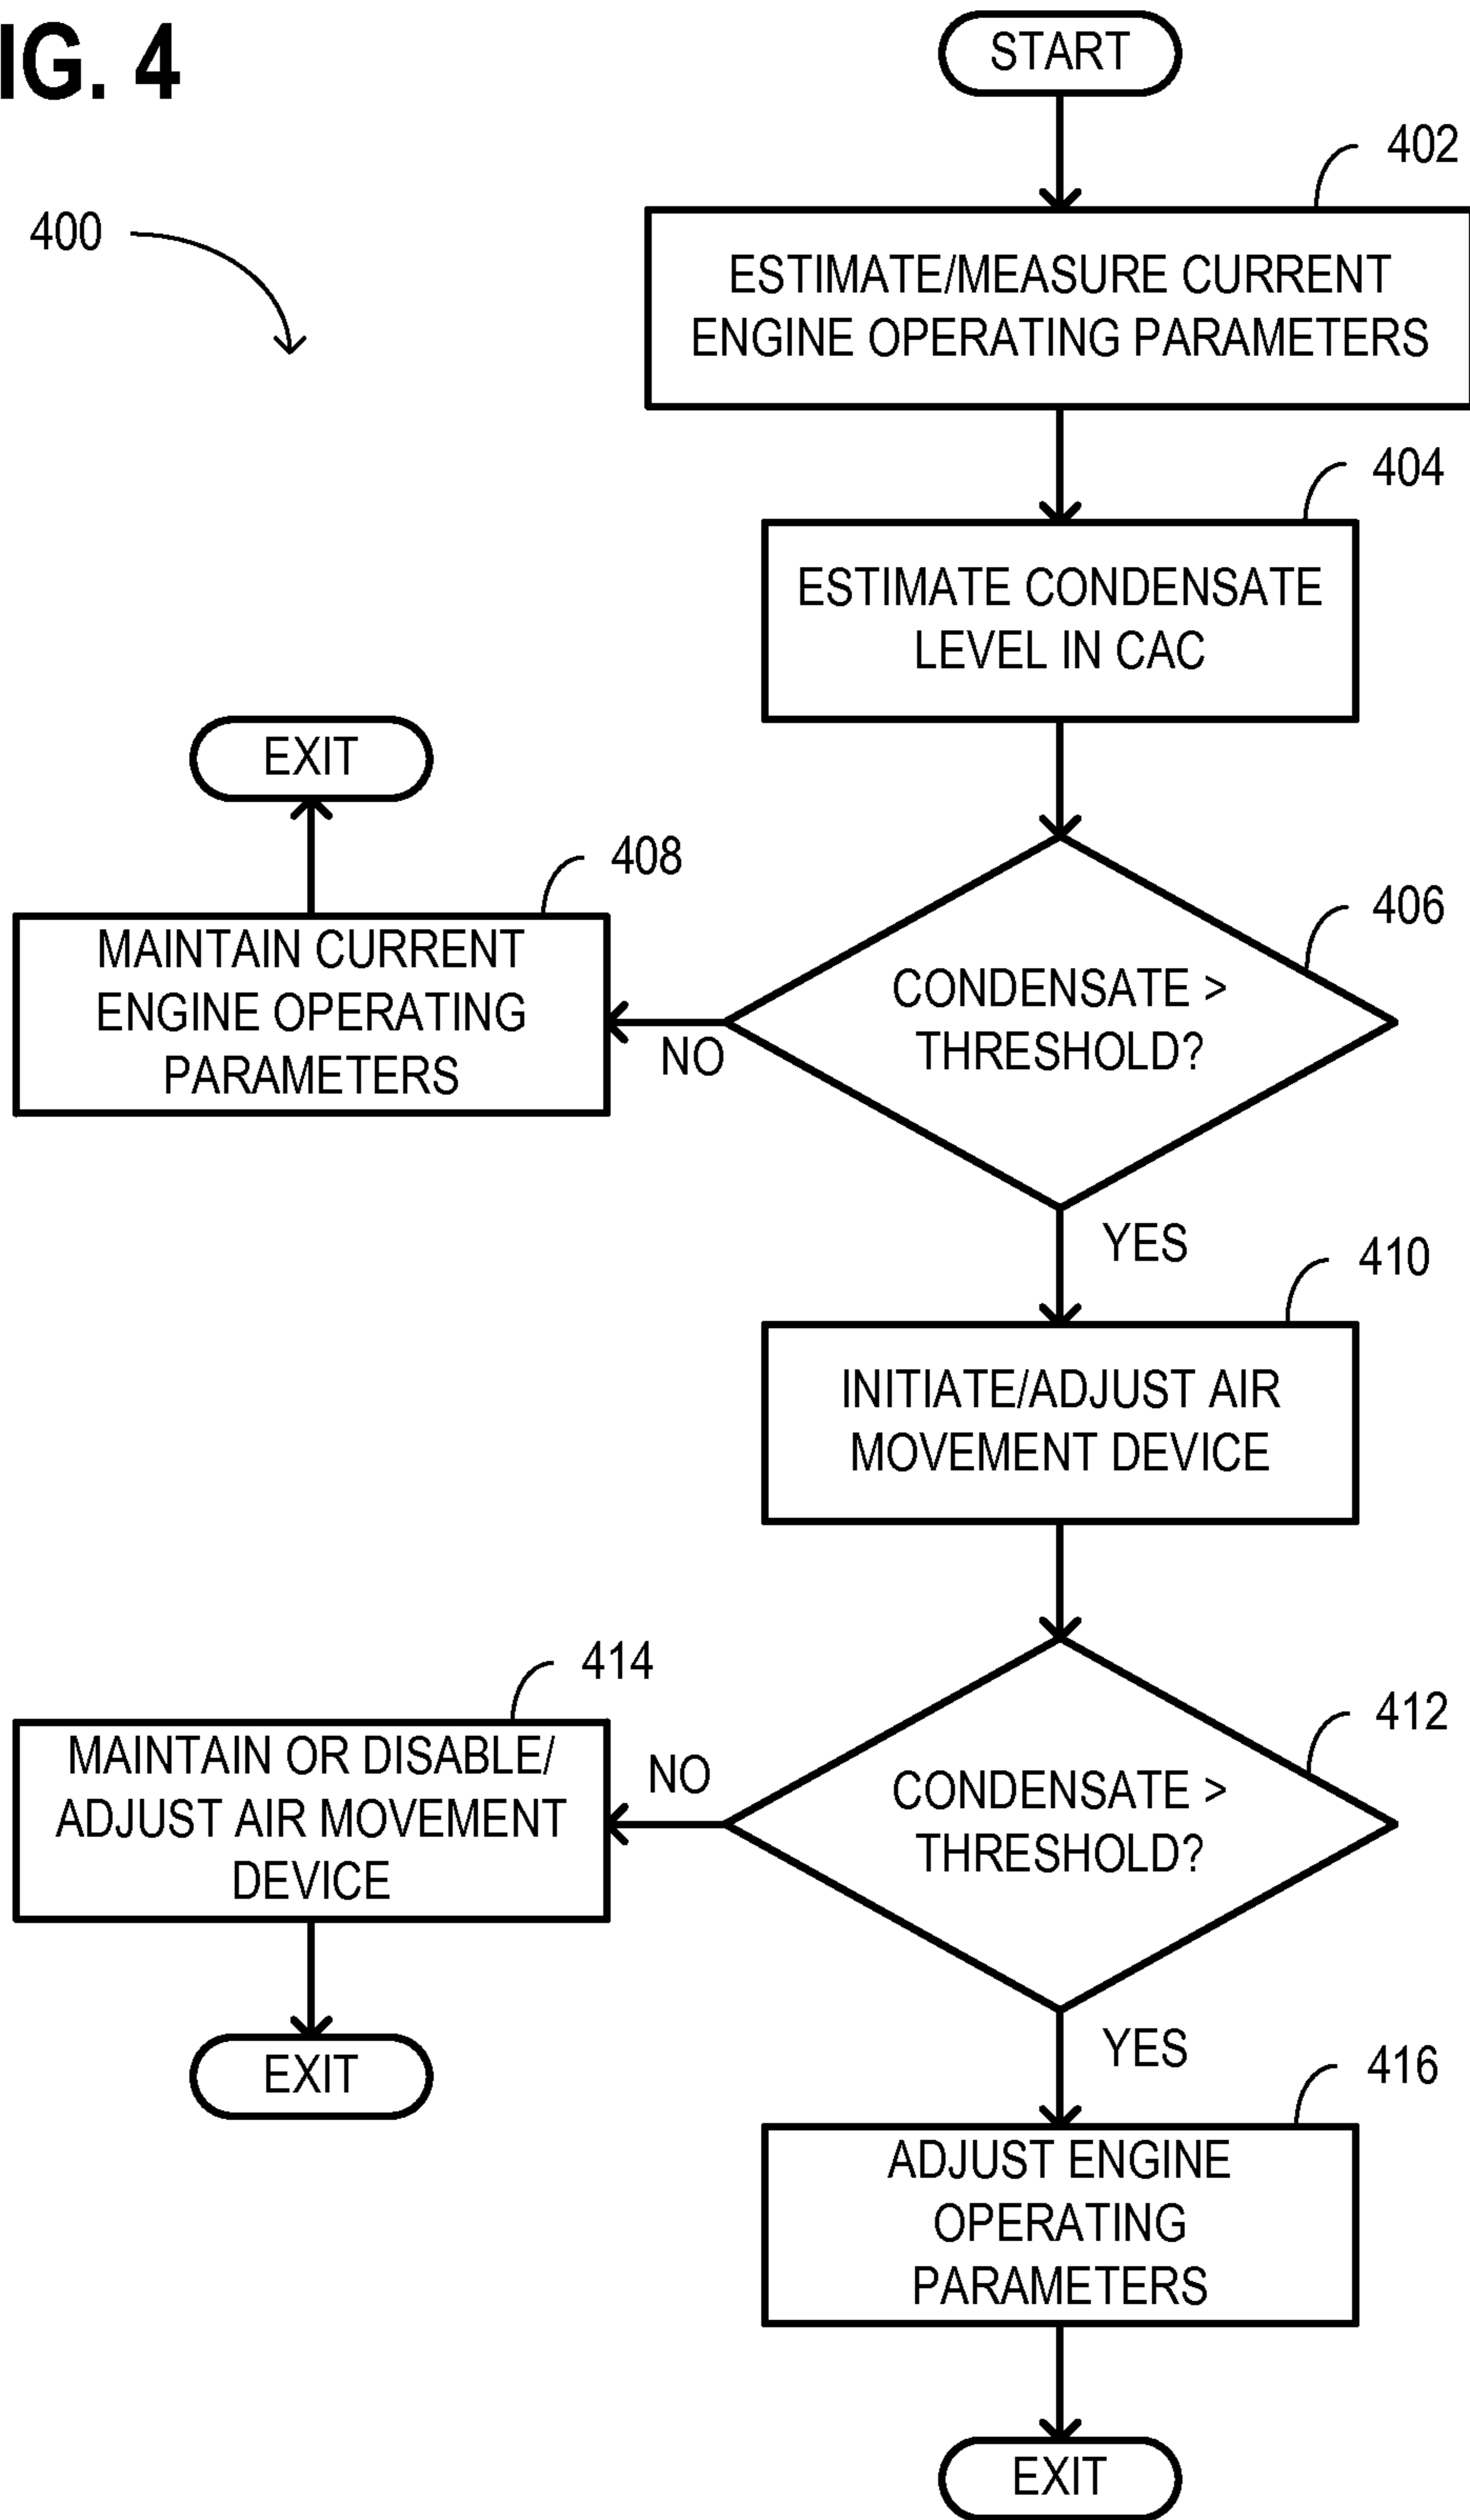 IG. 4
START
402
400
ESTIMATE/MEASURE CURRENT
ENGINE OPERATING PARAMETERS
404
ESTIMATE CONDENSATE
LEVEL IN CAC
EXIT
408
406
MAINTAIN CURRENT
ENGINE OPERATING
PARAMETERS
CONDENSATE >
THRESHOLD?
NO
YES
410
INITIATE/ADJUST AIR
MOVEMENT DEVICE
414
412
MAINTAIN OR DISABLE/
ADJUST AIR MOVEMENT
DEVICE
NO
CONDENSATE >
THRESHOLD?
EXIT
YES
416
ADJUST ENGINE
OPERATING
PARAMETERS
EXIT